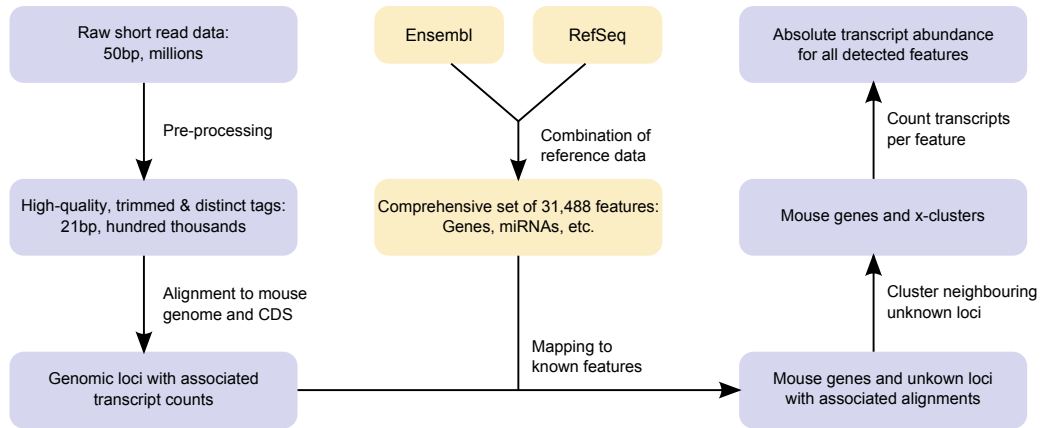 Raw short read data:
50bp, millions
Pre-processing
High-quality, trimmed & distinct tags:
21bp, hundred thousands
Alignment to mouse
genome and CDS
Genomic loci with associated
transcript counts
Ensembl
RefSeq
Combination of
reference data
Comprehensive set of 31,488 features:
Genes, miRNAs, etc.
Mapping to
known features
Mouse genes and unkown loci
with associated alignments
Cluster neighbouring
unknown loci
Mouse genes and x-clusters
Count transcripts
per feature
Absolute transcript abundance
for all detected features